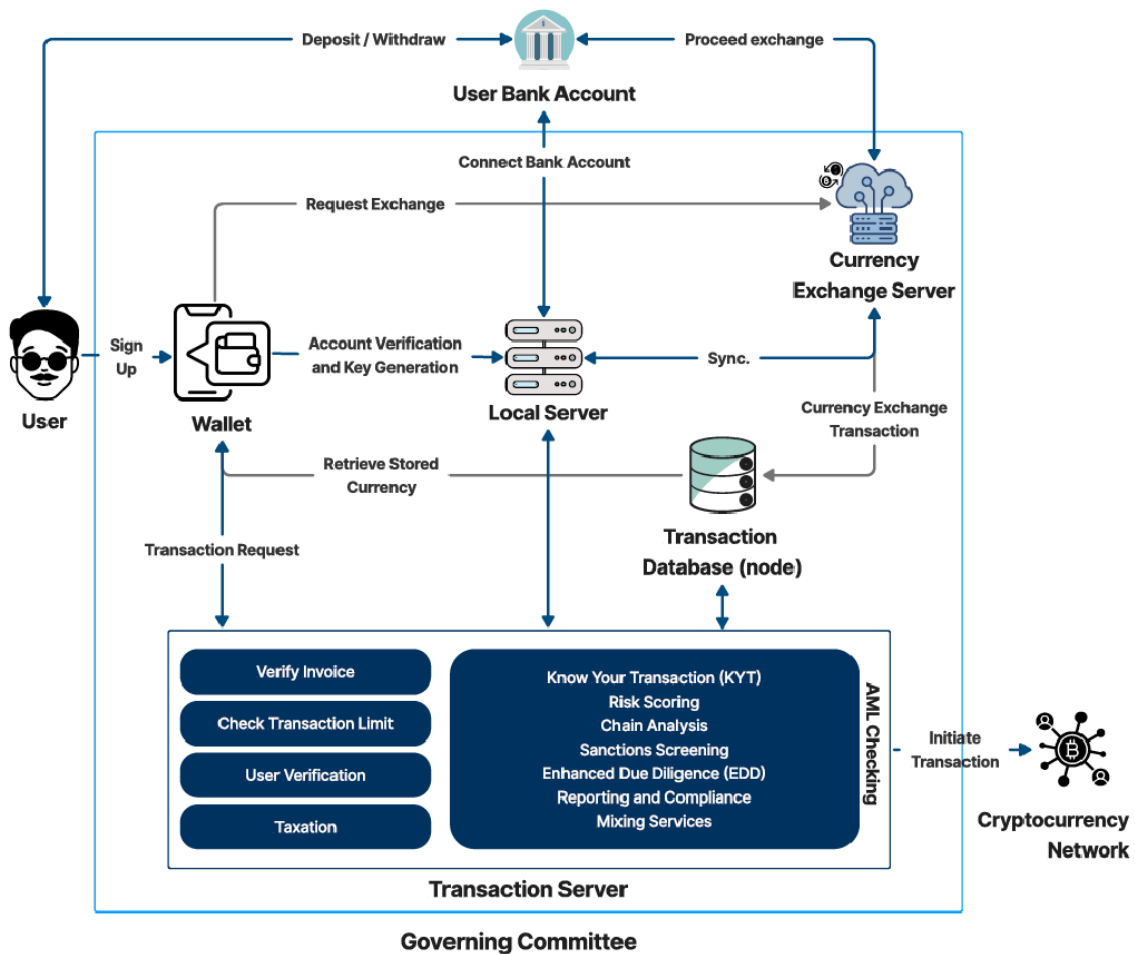 Deposit / Withdraw
Proceed exchange
User Bank Account
Connect Bank Account
Request Exchange
Currency
Exchange Server
Sign
Up
Account Verification
and Key Generation
Sync.
User
Wallet
Local Server
Currency Exchange
Transaction
Retrieve Stored
Currency
Transaction Request
Transaction
Database (node)
Verify Invoice
Check Transaction Limit
User Verification
Taxation
Know Your Transaction (KYT)
Risk Scoring
Chain Analysis
Sanctions Screening
Enhanced Due Diligence (EDD)
Reporting and Compliance
Mixing Services
AML Checking
Initiate
Transaction
Cryptocurrency
Network
Transaction Server
Governing Committee